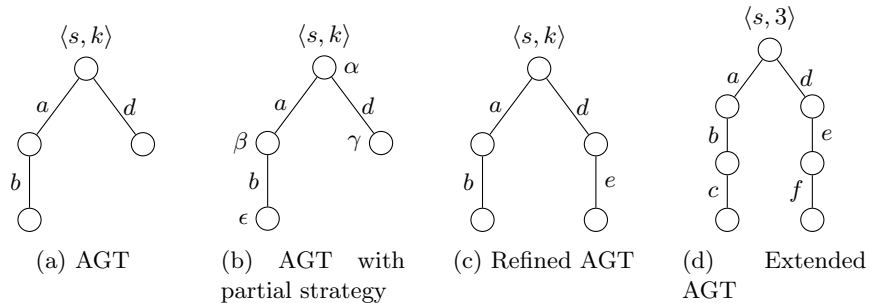 ⟨s, k⟩
a
d
b
(a) AGT
⟨s, k⟩
α
a
d
β
γ
b
ϵ
(b) AGT with
partial strategy
⟨s, k⟩
a
d
b
e
(c) Refined AGT
⟨s, 3⟩
a
d
b
e
c
f
(d) Extended
AGT